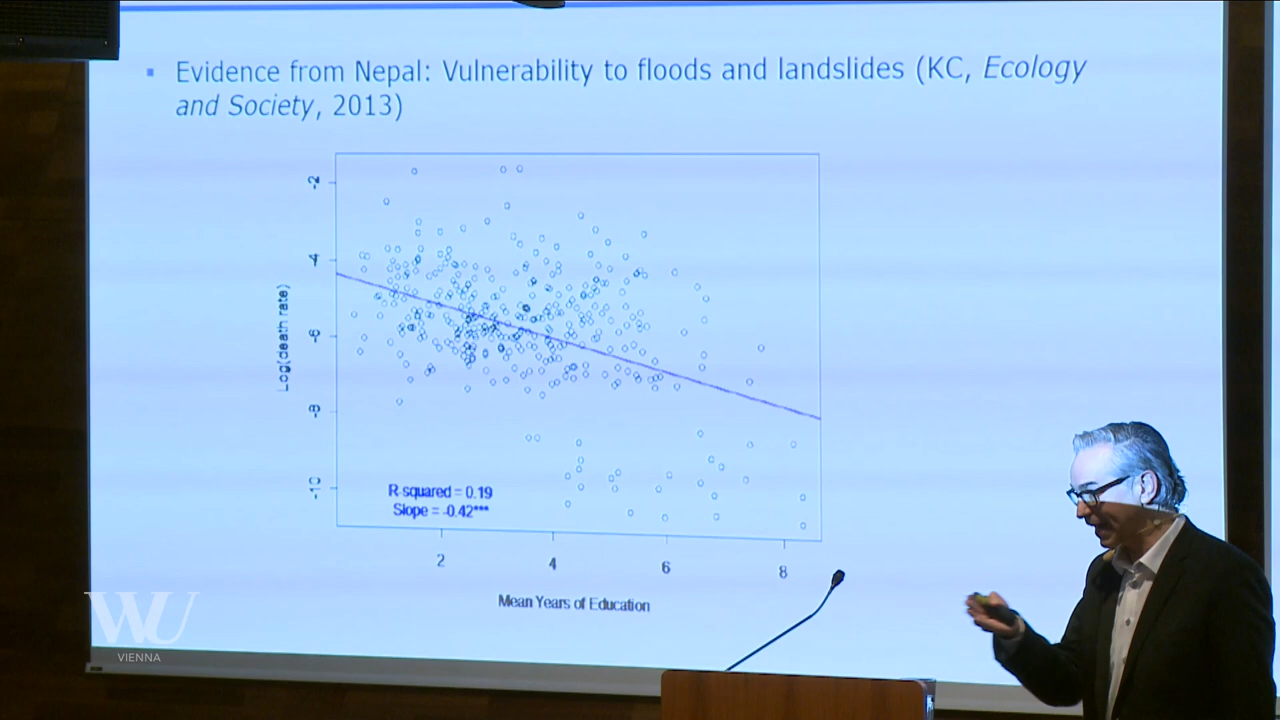 ▪ Evidence from Nepal: Vulnerability to floods and landslides (KC, Ecology
and Society, 2013)
-2
-4
-6
-8
-10
Log(death rate)
R-squared = 0.19
Slope = -0.42***
2 4 6 8
Mean Years of Education
WU
VIENNA